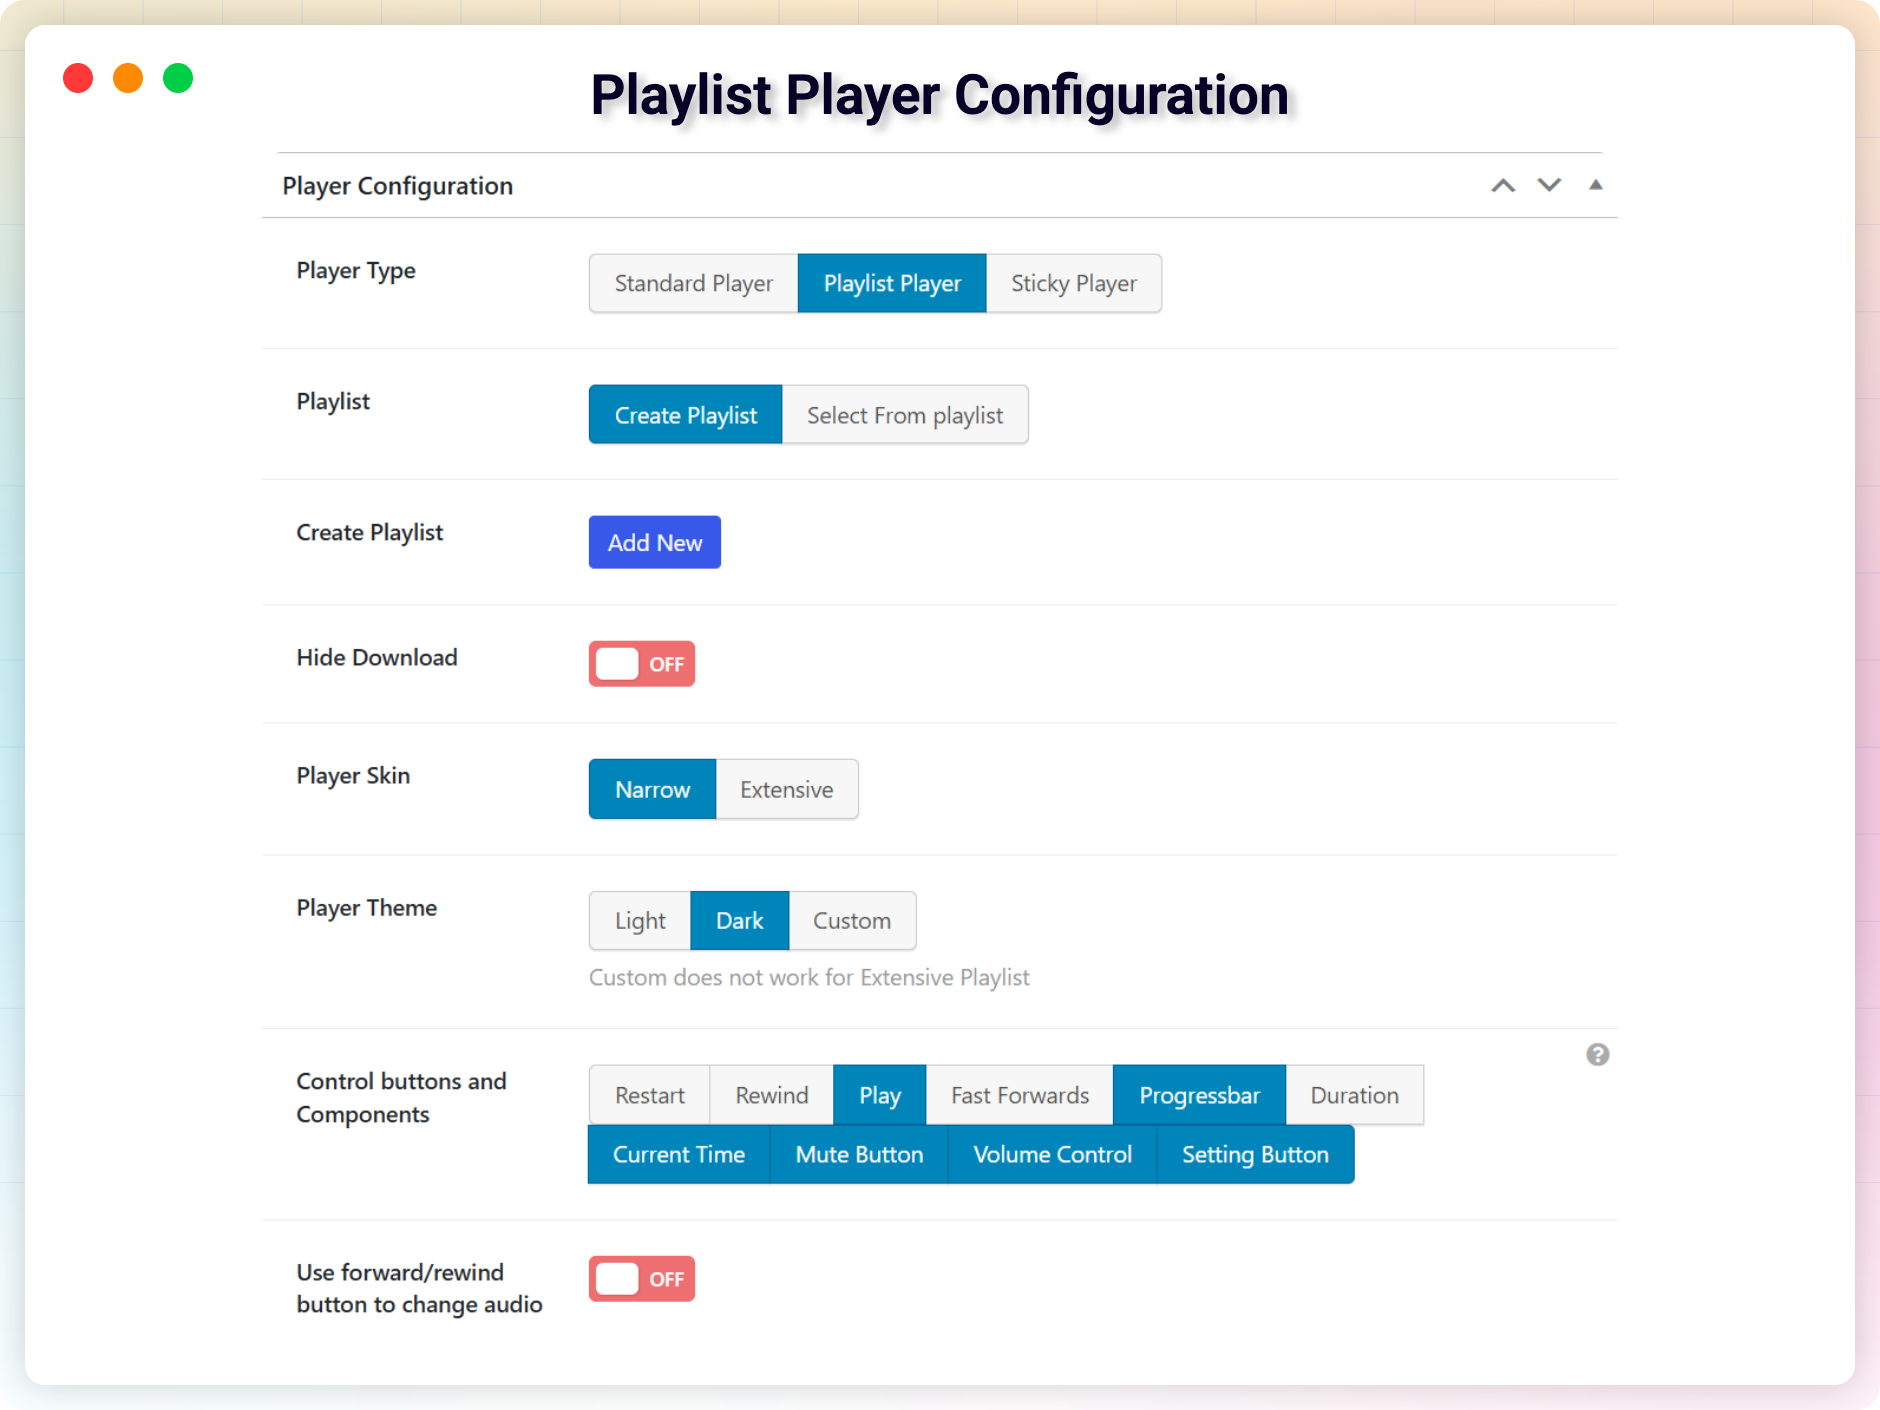 Playlist Player Configuration
Player Configuration
Player Type
Standard Player Playlist Player Sticky Player
Playlist
Create Playlist Select From playlist
Create Playlist
Add New
Hide Download
OFF
Player Skin
Narrow Extensive
Player Theme
Light Dark Custom
Custom does not work for Extensive Playlist
?
Control buttons and
Components
Restart Rewind Play Fast Forwards Progressbar Duration
Current Time Mute Button Volume Control Setting Button
Use forward/rewind
button to change audio
OFF